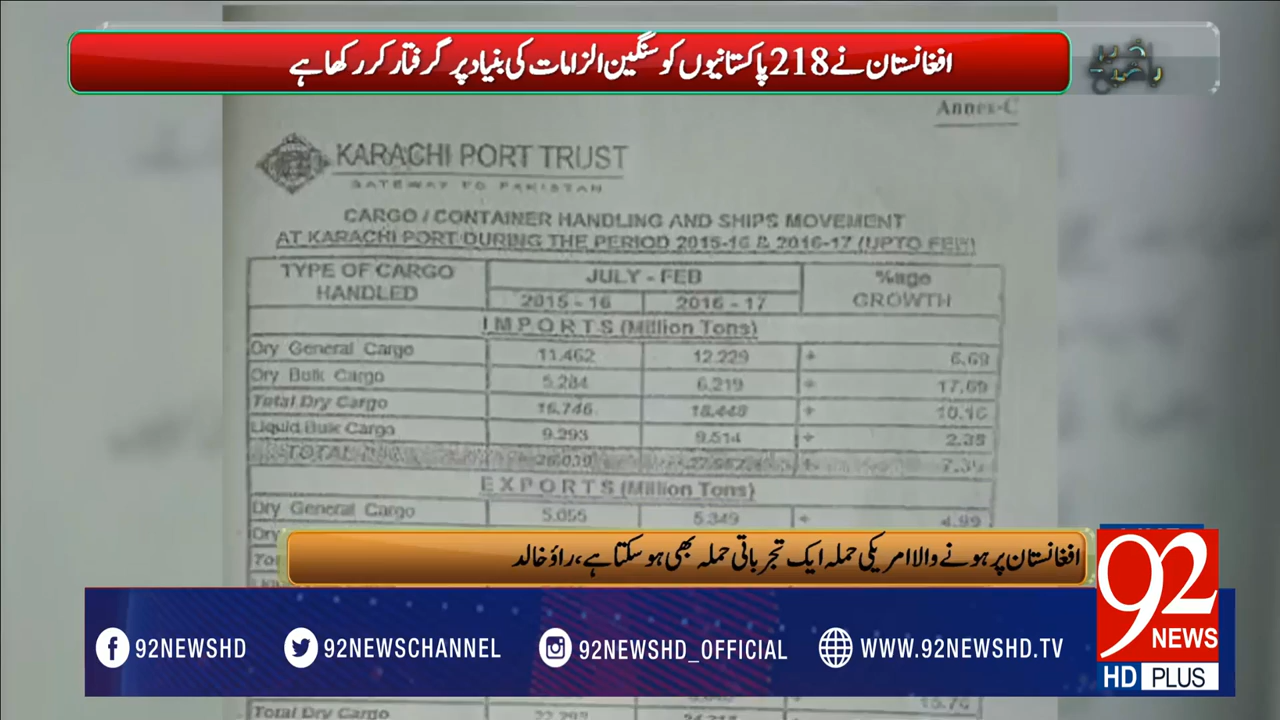 افغانستان نے 218 پاکستانیوں کو سنگین الزامات کی بنیاد پر گرفتار کر رکھا ہے
Annex-C
KARACHI PORT TRUST
GATEWAY TO PAKISTAN
CARGO / CONTAINER HANDLING AND SHIPS MOVEMENT
AT KARACHI PORT DURING THE PERIOD 2015-16 & 2016-17 (UPTO FEB)
TYPE OF CARGO HANDLED JULY - FEB %age GROWTH
2015 - 16 2016 - 17
IMPORTS (Million Tons)
Dry General Cargo 11.462 12.229 + 6.69
Dry Bulk Cargo 5.284 6.219 + 17.69
Total Dry Cargo 16.746 18.448 + 10.16
Liquid Bulk Cargo 9.293 9.514 + 2.38
TOTAL 26.039 +
EXPORTS (Million Tons)
Dry General Cargo 5.055 5.349 + 4.99
Dry
افغانستان پر ہونے والا امریکی حملہ ایک تجرباتی حملہ بھی ہو سکتا ہے، راؤ خالد
92 NEWS
HD PLUS
92NEWSHD 92NEWSCHANNEL 92NEWSHD_OFFICIAL WWW.92NEWSHD.TV
Total Dry Cargo